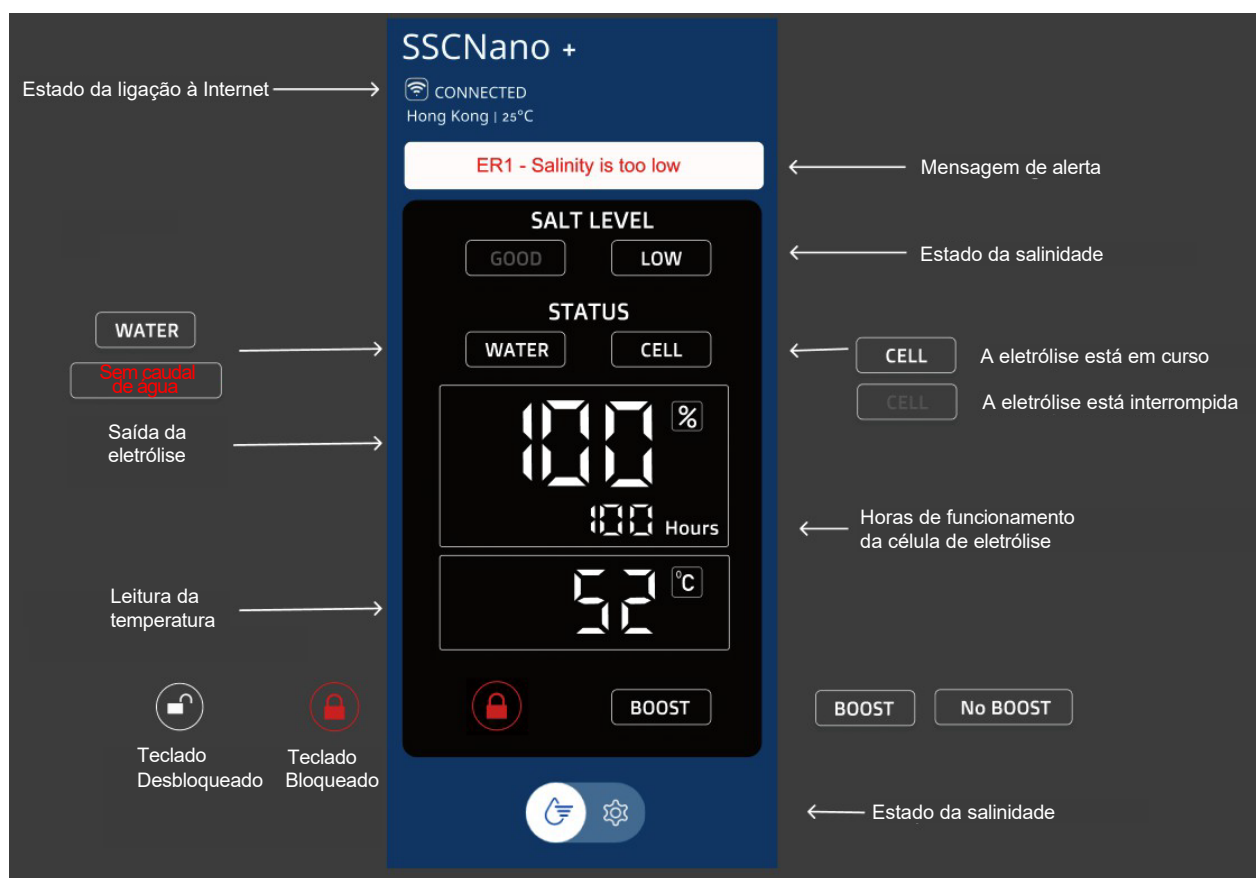 SSCNano +
Estado da ligação à Internet
CONNECTED
Hong Kong | 25°C
ER1 - Salinity is too low
Mensagem de alerta
SALT LEVEL
GOOD LOW
Estado da salinidade
STATUS
WATER
WATER CELL
CELL A eletrólise está em curso
Sem caudal
de água
CELL A eletrólise está interrompida
Saída da
eletrólise
100 %
100 Hours
Horas de funcionamento
da célula de eletrólise
Leitura da
temperatura
52 °C
BOOST
BOOST No BOOST
Teclado
Desbloqueado
Teclado
Bloqueado
Estado da salinidade